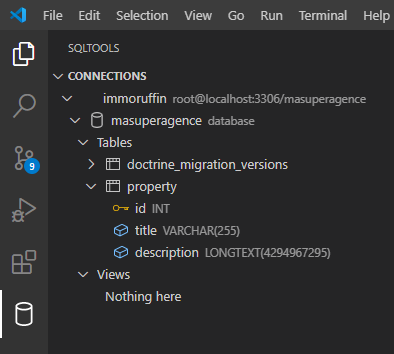 File Edit Selection View Go Run Terminal Help
SQLTOOLS
CONNECTIONS
immoruffin root@localhost:3306/masuperagence
masuperagence database
Tables
doctrine_migration_versions
property
id INT
title VARCHAR(255)
9
description LONGTEXT(4294967295)
Views
Nothing here